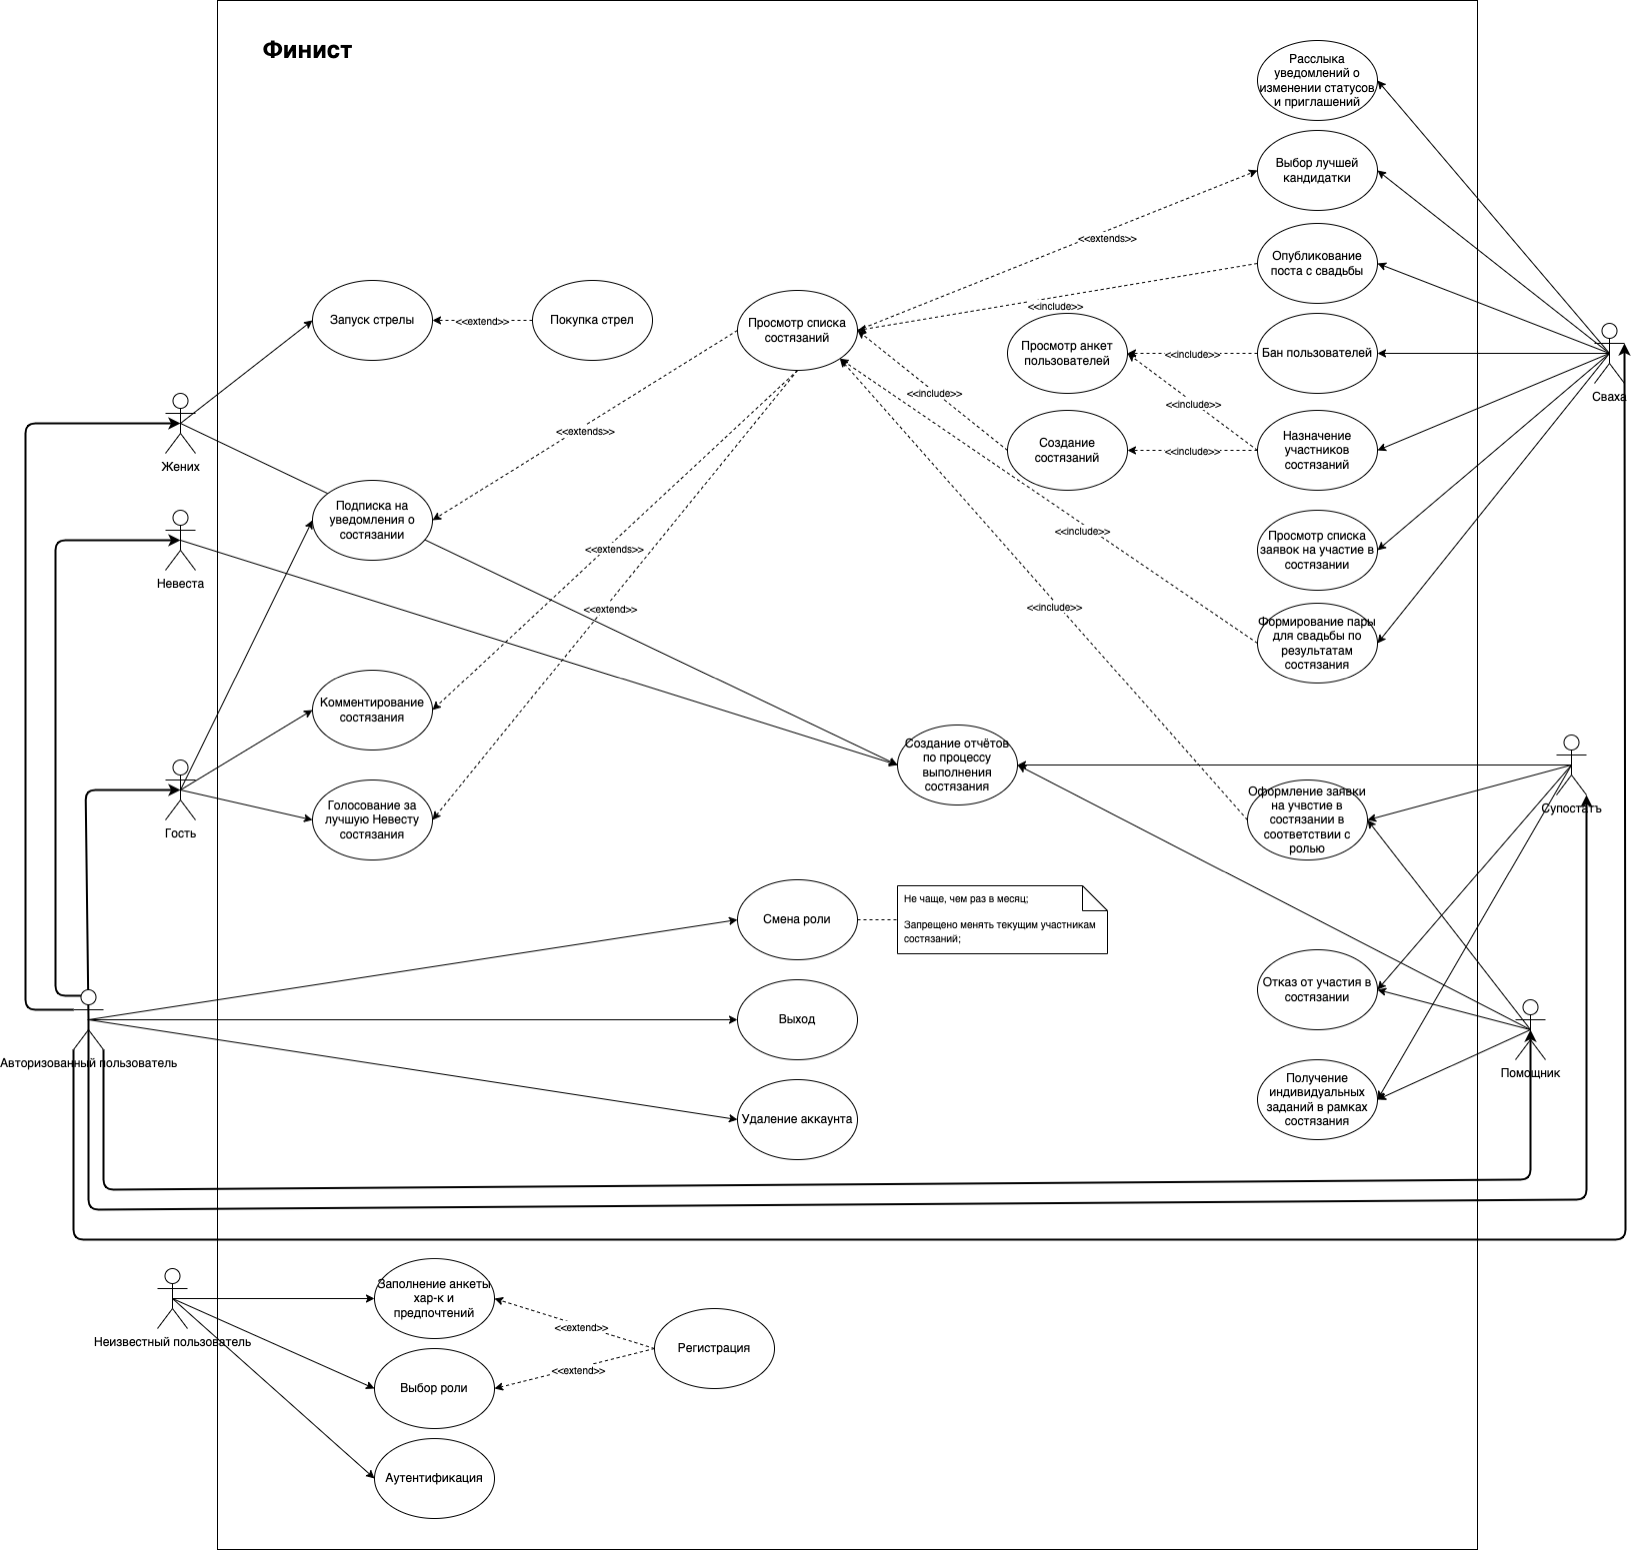 Финист
Расслыка
уведомлений о
изменении статусов
и приглашений
Выбор лучшей
кандидатки
<<extends>>
Опубликование
поста с свадьбы
<<include>>
Запуск стрелы
<<extend>>
Покупка стрел
Просмотр списка
состязаний
Просмотр анкет
пользователей
<<include>>
Бан пользователей
Сваха
<<include>>
<<include>>
Жених
<<extends>>
Создание
состязаний
<<include>>
Назначение
участников
состязаний
Подписка на
уведомления о
состязании
Невеста
<<extends>>
<<include>>
Просмотр списка
заявок на участие в
состязании
<<extend>>
<<include>>
Формирование пары
для свадьбы по
результатам
состязания
Комментирование
состязания
Создание отчётов
по процессу
выполнения
состязания
Гость
Голосование за
лучшую Невесту
состязания
Оформление заявки
на учвстие в
состязании в
соответствии с
ролью
Супостатъ
Смена роли
Не чаще, чем раз в месяц;
Запрещено менять текущим участникам
состязаний;
Отказ от участия в
состязании
Выход
Авторизованный пользователь
Помощник
Получение
индивидуальных
заданий в рамках
состязания
Удаление аккаунта
Неизвестный пользователь
Заполнение анкеты
хар-к и
предпочтений
<<extend>>
Регистрация
<<extend>>
Выбор роли
Аутентификация